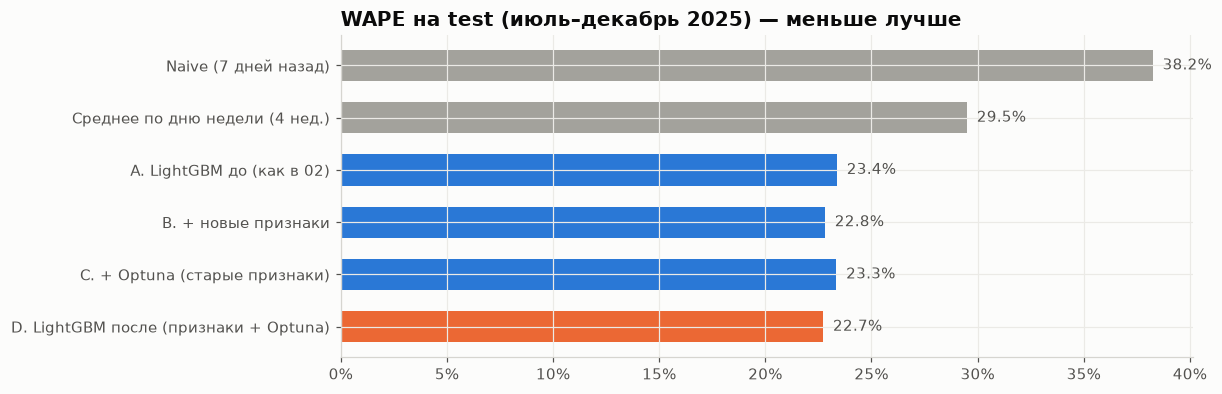 WAPE на test (июль–декабрь 2025) — меньше лучше
Naive (7 дней назад)
38.2%
Среднее по дню недели (4 нед.)
29.5%
A. LightGBM до (как в 02)
23.4%
B. + новые признаки
22.8%
C. + Optuna (старые признаки)
23.3%
D. LightGBM после (признаки + Optuna)
22.7%
0%
5%
10%
15%
20%
25%
30%
35%
40%